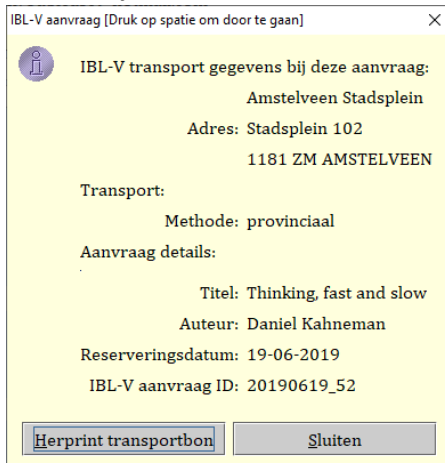 IBL-V aanvraag [Druk op spatie om door te gaan]
IBL-V transport gegevens bij deze aanvraag:
Amstelveen Stadsplein
Adres: Stadsplein 102
1181 ZM AMSTELVEEN
Transport:
Methode: provinciaal
Aanvraag details:
Titel: Thinking, fast and slow
Auteur: Daniel Kahneman
Reserveringsdatum: 19-06-2019
IBL-V aanvraag ID: 20190619_52
Herprint transportbon Sluiten